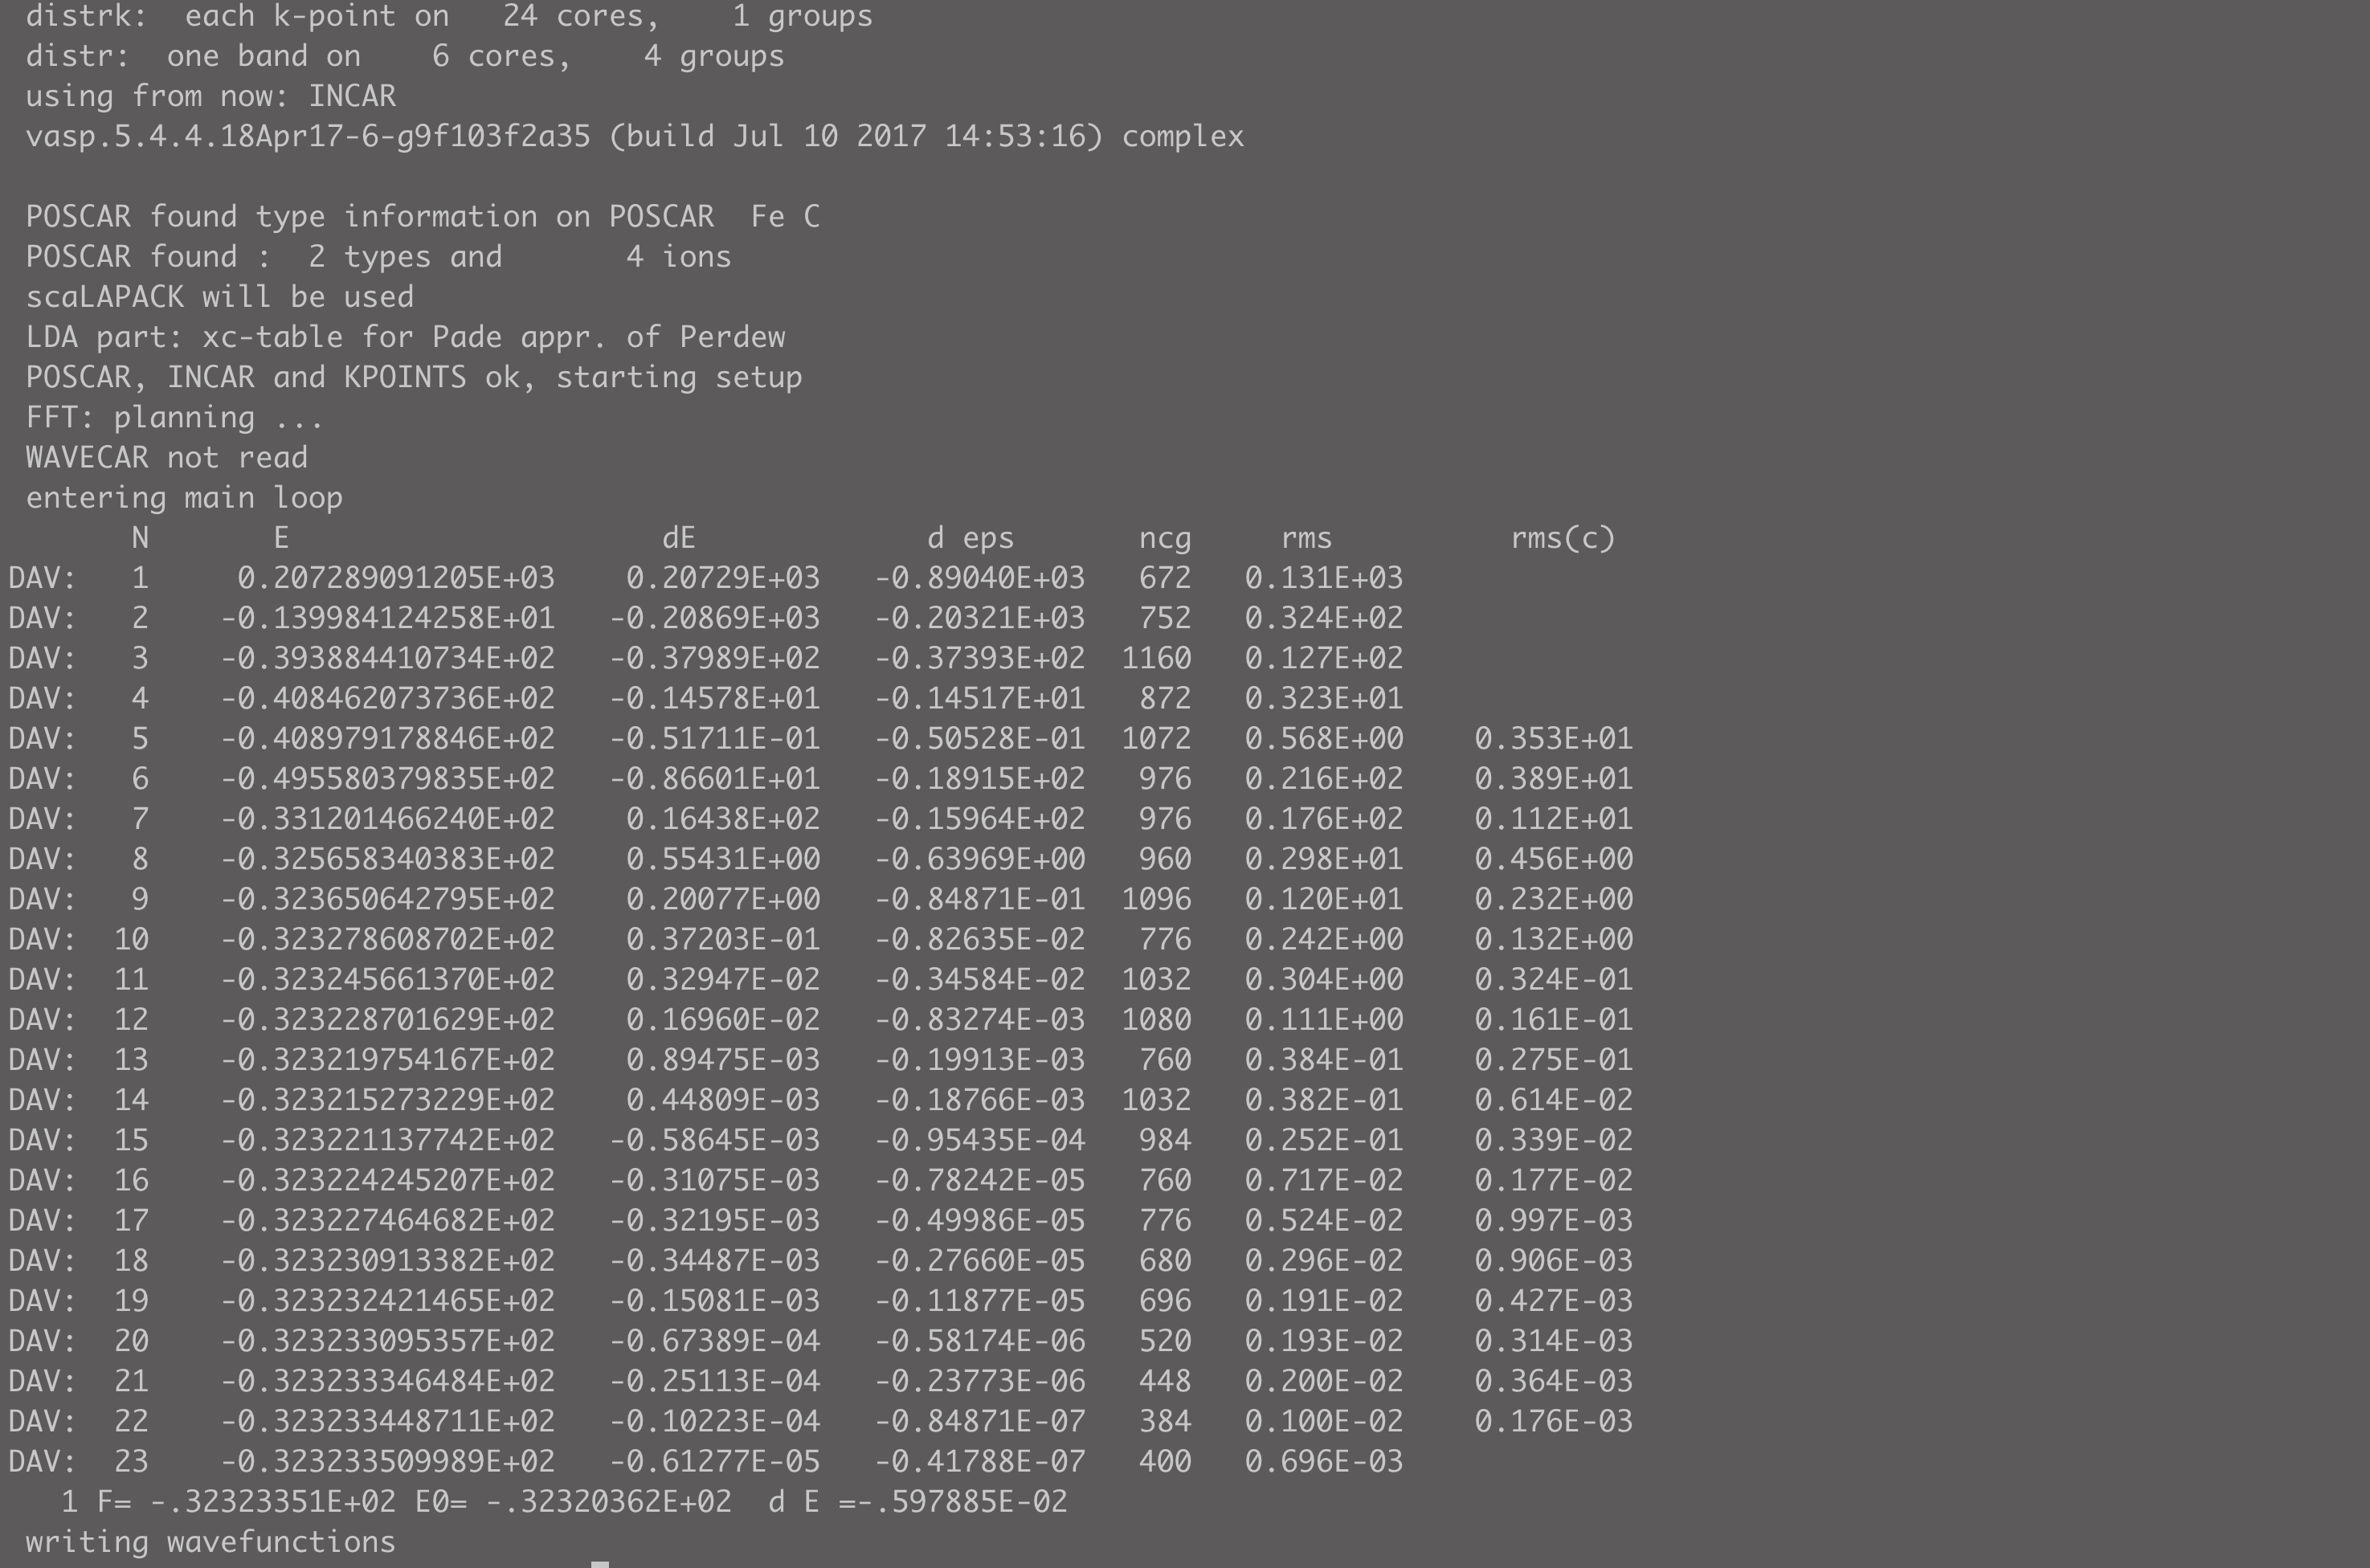 distrk:  each k-point on   24 cores,    1 groups
distr:  one band on    6 cores,    4 groups
using from now: INCAR
vasp.5.4.4.18Apr17-6-g9f103f2a35 (build Jul 10 2017 14:53:16) complex
POSCAR found type information on POSCAR  Fe C
POSCAR found :  2 types and       4 ions
scaLAPACK will be used
LDA part: xc-table for Pade appr. of Perdew
POSCAR, INCAR and KPOINTS ok, starting setup
FFT: planning ...
WAVECAR not read
entering main loop
N       E                     dE             d eps       ncg     rms          rms(c)
DAV:   1     0.207289091205E+03    0.20729E+03   -0.89040E+03   672   0.131E+03
DAV:   2    -0.139984124258E+01   -0.20869E+03   -0.20321E+03   752   0.324E+02
DAV:   3    -0.393884410734E+02   -0.37989E+02   -0.37393E+02  1160   0.127E+02
DAV:   4    -0.408462073736E+02   -0.14578E+01   -0.14517E+01   872   0.323E+01
DAV:   5    -0.408979178846E+02   -0.51711E-01   -0.50528E-01  1072   0.568E+00    0.353E+01
DAV:   6    -0.495580379835E+02   -0.86601E+01   -0.18915E+02   976   0.216E+02    0.389E+01
DAV:   7    -0.331201466240E+02    0.16438E+02   -0.15964E+02   976   0.176E+02    0.112E+01
DAV:   8    -0.325658340383E+02    0.55431E+00   -0.63969E+00   960   0.298E+01    0.456E+00
DAV:   9    -0.323650642795E+02    0.20077E+00   -0.84871E-01  1096   0.120E+01    0.232E+00
DAV:  10    -0.323278608702E+02    0.37203E-01   -0.82635E-02   776   0.242E+00    0.132E+00
DAV:  11    -0.323245661370E+02    0.32947E-02   -0.34584E-02  1032   0.304E+00    0.324E-01
DAV:  12    -0.323228701629E+02    0.16960E-02   -0.83274E-03  1080   0.111E+00    0.161E-01
DAV:  13    -0.323219754167E+02    0.89475E-03   -0.19913E-03   760   0.384E-01    0.275E-01
DAV:  14    -0.323215273229E+02    0.44809E-03   -0.18766E-03  1032   0.382E-01    0.614E-02
DAV:  15    -0.323221137742E+02   -0.58645E-03   -0.95435E-04   984   0.252E-01    0.339E-02
DAV:  16    -0.323224245207E+02   -0.31075E-03   -0.78242E-05   760   0.717E-02    0.177E-02
DAV:  17    -0.323227464682E+02   -0.32195E-03   -0.49986E-05   776   0.524E-02    0.997E-03
DAV:  18    -0.323230913382E+02   -0.34487E-03   -0.27660E-05   680   0.296E-02    0.906E-03
DAV:  19    -0.323232421465E+02   -0.15081E-03   -0.11877E-05   696   0.191E-02    0.427E-03
DAV:  20    -0.323233095357E+02   -0.67389E-04   -0.58174E-06   520   0.193E-02    0.314E-03
DAV:  21    -0.323233346484E+02   -0.25113E-04   -0.23773E-06   448   0.200E-02    0.364E-03
DAV:  22    -0.323233448711E+02   -0.10223E-04   -0.84871E-07   384   0.100E-02    0.176E-03
DAV:  23    -0.323233509989E+02   -0.61277E-05   -0.41788E-07   400   0.696E-03
1 F= -.32323351E+02 E0= -.32320362E+02  d E =-.597885E-02
writing wavefunctions